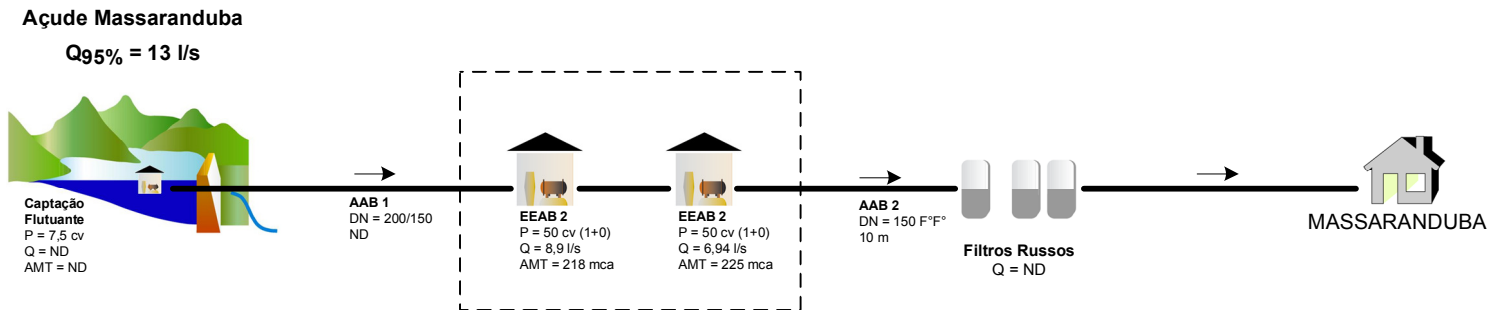 Açude Massaranduba
Q95% = 13 l/s
Captação
Flutuante
P = 7,5 cv
Q = ND
AMT = ND
AAB 1
DN = 200/150
ND
EEAB 2
P = 50 cv (1+0)
Q = 8,9 l/s
AMT = 218 mca
EEAB 2
P = 50 cv (1+0)
Q = 6,94 l/s
AMT = 225 mca
AAB 2
DN = 150 F°F°
10 m
Filtros Russos
Q = ND
MASSARANDUBA